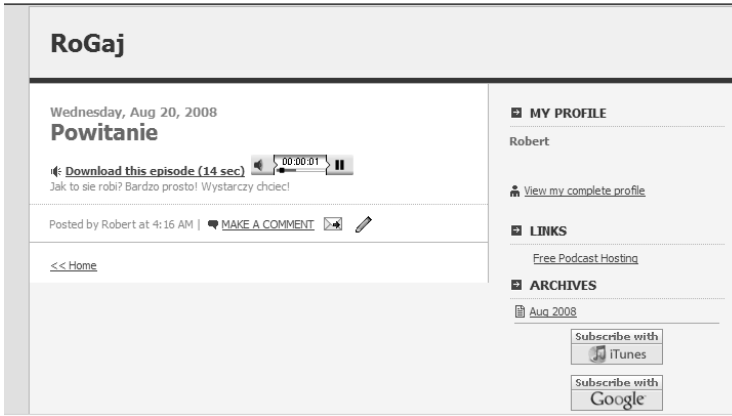 RoGaj
Wednesday, Aug 20, 2008
Powitanie
Download this episode (14 sec) 00:00:01
Jak to sie robi? Bardzo prosto! Wystarczy chciec!
Posted by Robert at 4:16 AM | MAKE A COMMENT
<< Home
MY PROFILE
Robert
View my complete profile
LINKS
Free Podcast Hosting
ARCHIVES
Aug 2008
Subscribe with
iTunes
Subscribe with
Google